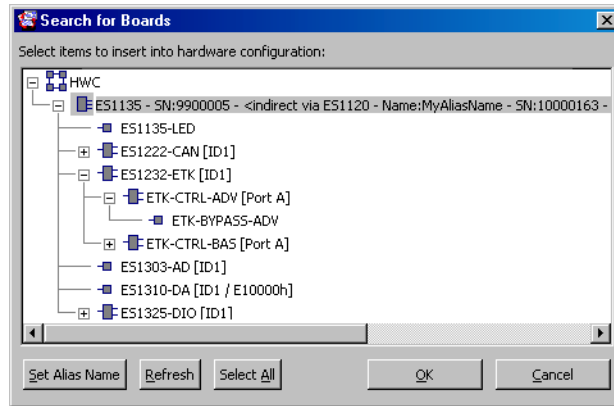 Search for Boards
Select items to insert into hardware configuration:
HWC
ES1135 - SN:9900005 - <indirect via ES1120 - Name:MyAliasName - SN:10000163 -
ES1135-LED
ES1222-CAN [ID1]
ES1232-ETK [ID1]
ETK-CTRL-ADV [Port A]
ETK-BYPASS-ADV
ETK-CTRL-BAS [Port A]
ES1303-AD [ID1]
ES1310-DA [ID1 / E10000h]
ES1325-DIO [ID1]
Set Alias Name Refresh Select All OK Cancel